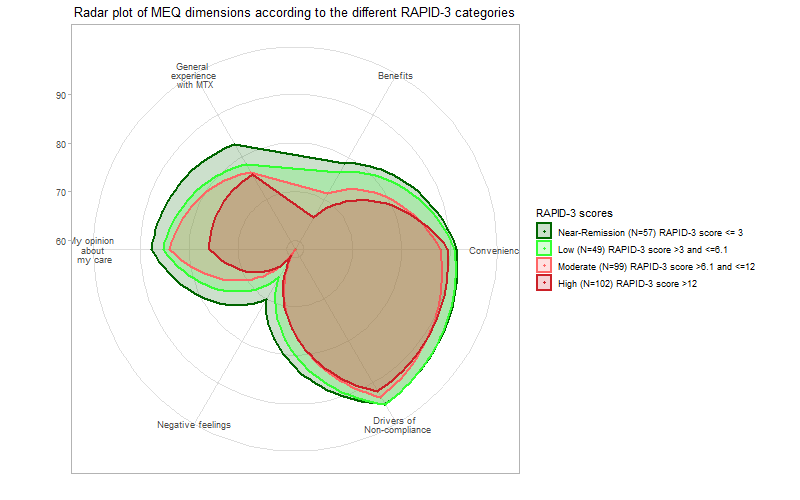 Radar plot of MEQ dimensions according to the different RAPID-3 categories
General
experience
with MTX
Benefits
90
80
70
60
My opinion
about
my care
Convenienc
Negative feelings
Drivers of
Non-compliance
RAPID-3 scores
Near-Remission (N=57) RAPID-3 score <= 3
Low (N=49) RAPID-3 score >3 and <=6.1
Moderate (N=99) RAPID-3 score >6.1 and <=12
High (N=102) RAPID-3 score >12